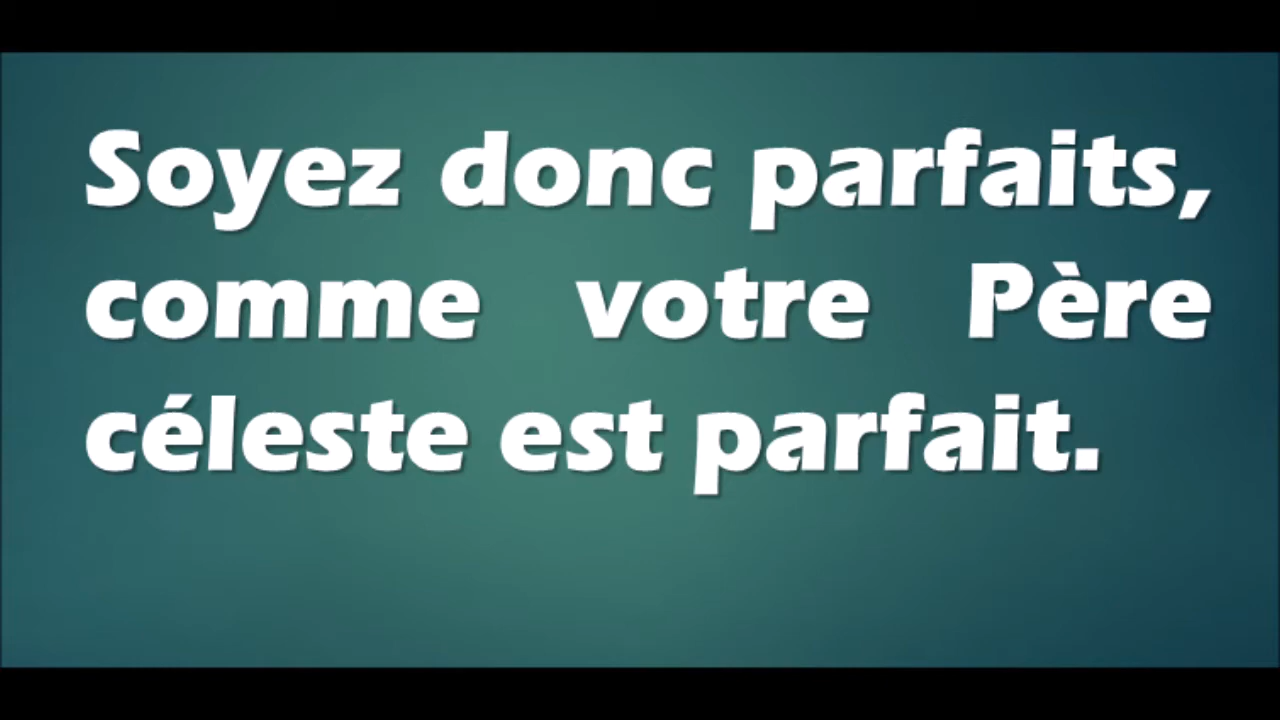 Soyez donc parfaits,
comme votre Père
céleste est parfait.